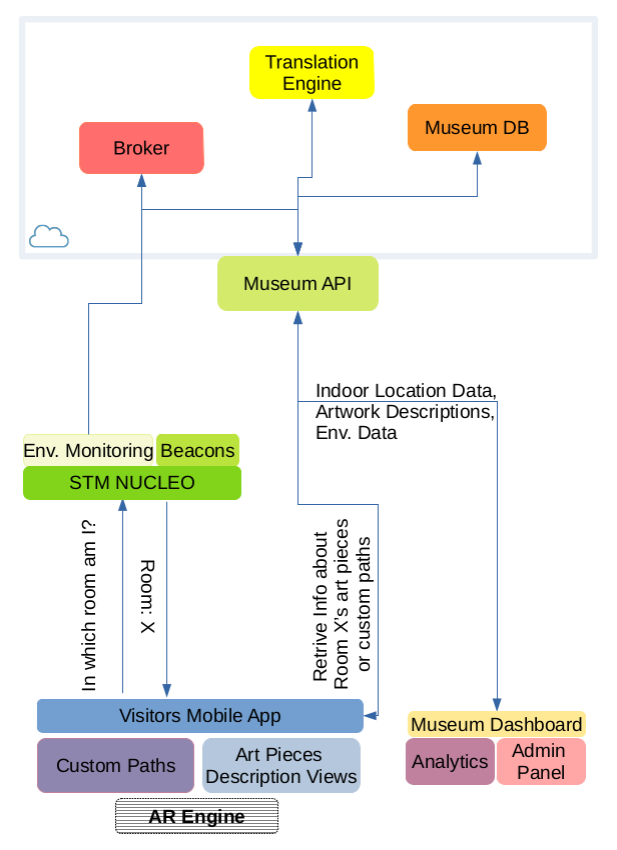 Translation
Engine
Broker
Museum DB
Museum API
Indoor Location Data,
Artwork Descriptions,
Env. Data
Env. Monitoring
Beacons
STM NUCLEO
In which room am I?
Room: X
Retrive Info about
Room X's art pieces
or custom paths
Visitors Mobile App
Museum Dashboard
Custom Paths
Art Pieces
Description Views
Analytics
Admin
Panel
AR Engine